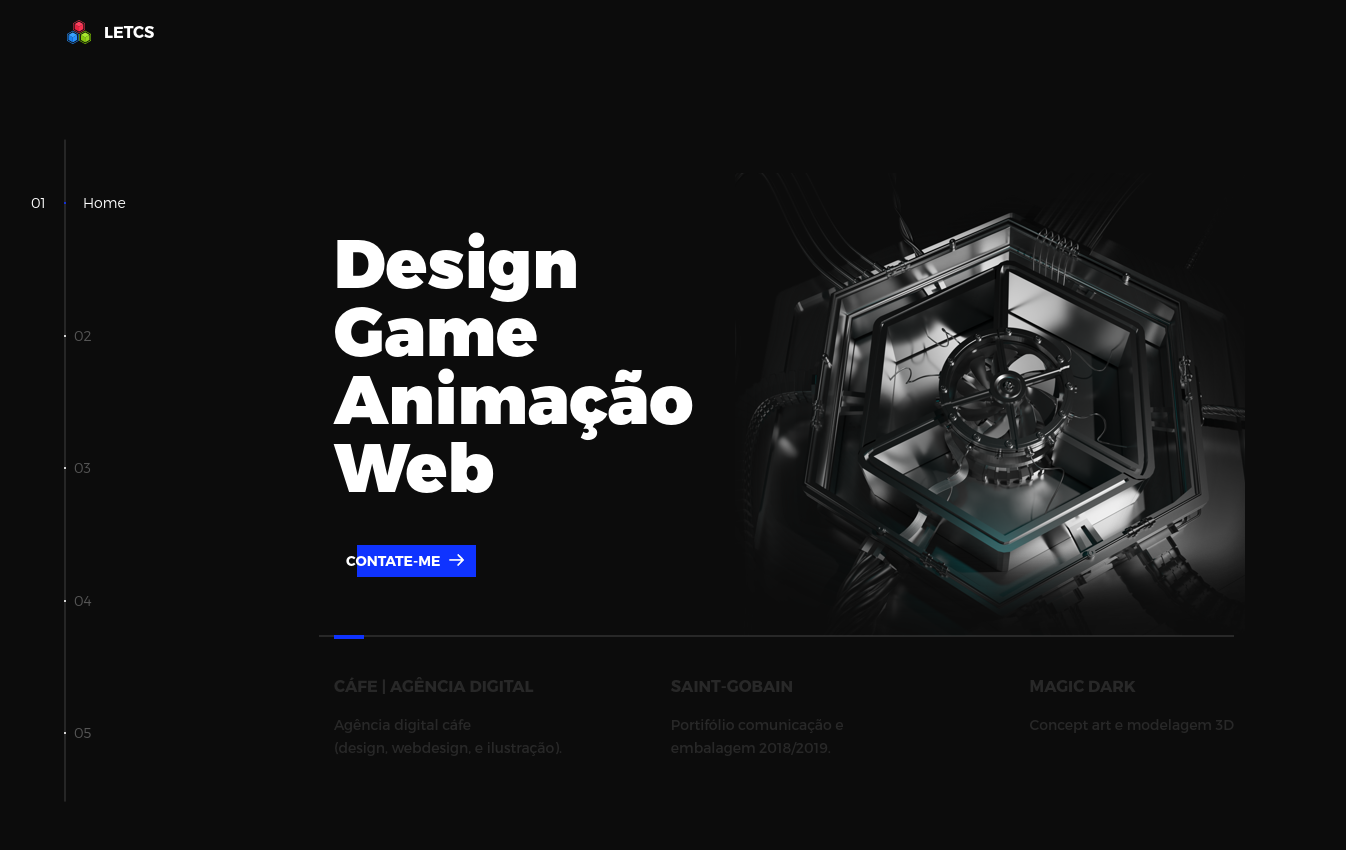 LETCS
01 Home
02
03
04
05
Design
Game
Animação
Web
CONTATE-ME
CÁFE | AGÊNCIA DIGITAL
Agência digital cáfe
(design, webdesign, e ilustração).
SAINT-GOBAIN
Portifólio comunicação e
embalagem 2018/2019.
MAGIC DARK
Concept art e modelagem 3D